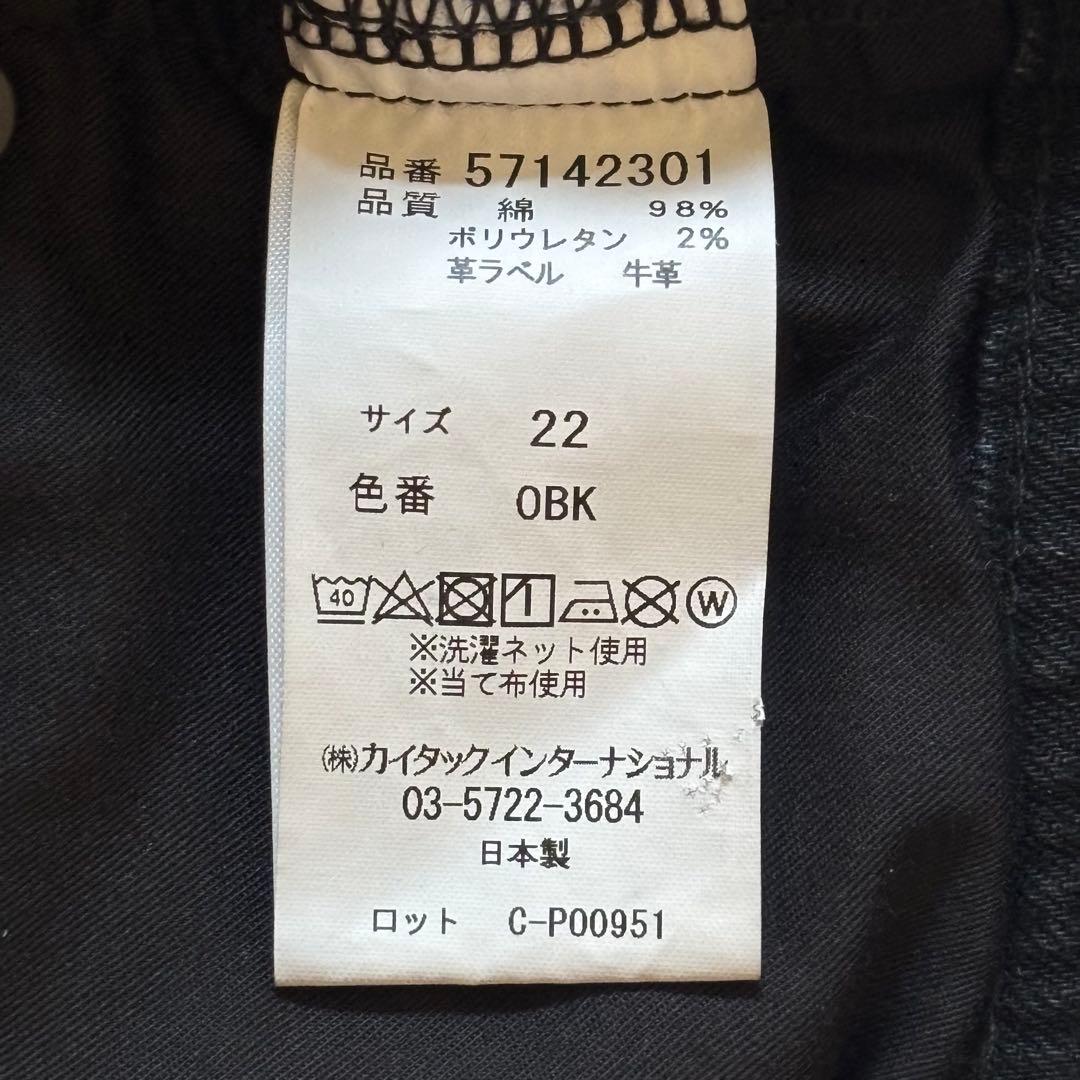 品番 57142301
品質 綿 98%
ポリウレタン 2%
革ラベル 牛革
サイズ 22
色番 OBK
40 W
※洗濯ネット使用
※当て布使用
(株)カイタックインターナショナル
03-5722-3684
日本製
ロット C-P00951